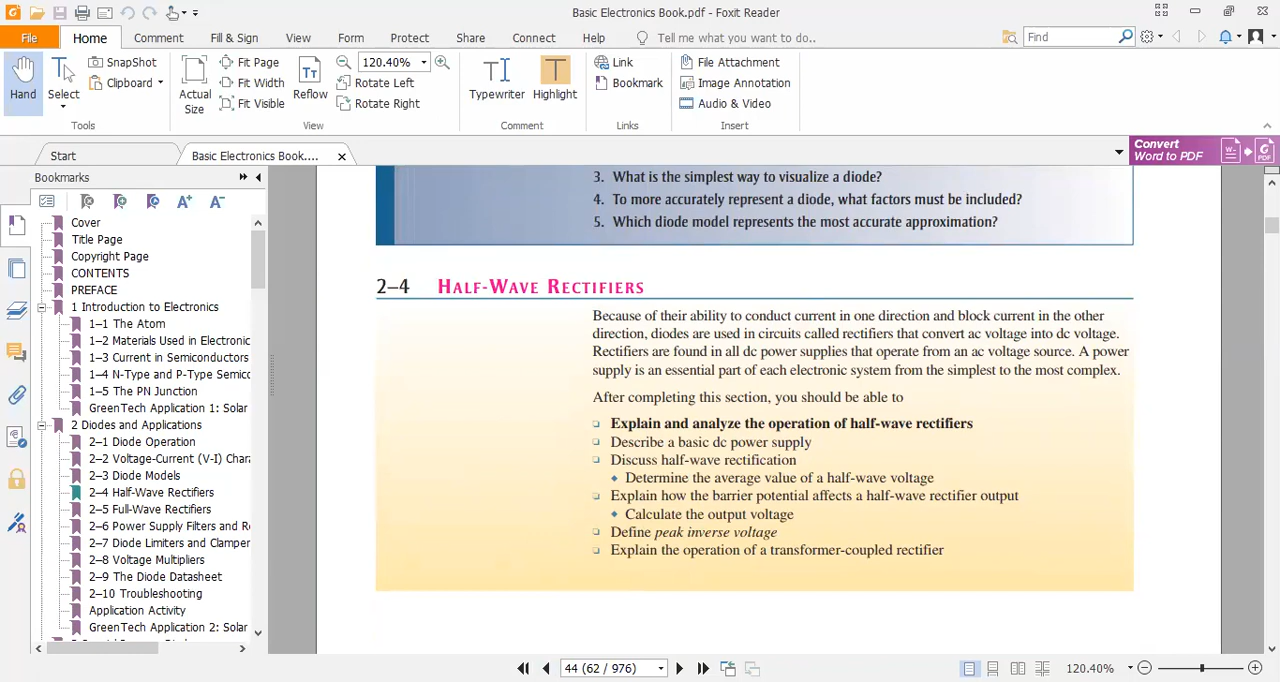 Basic Electronics Book.pdf - Foxit Reader
File Home Comment Fill & Sign View Form Protect Share Connect Help Tell me what you want to do.. Find
Hand
Select
SnapShot
Clipboard
Tools
Actual Size
Fit Page
Fit Width
Fit Visible
Reflow
120.40%
Rotate Left
Rotate Right
View
Typewriter
Highlight
Comment
Link
Bookmark
Links
File Attachment
Image Annotation
Audio & Video
Insert
Start
Basic Electronics Book....
Convert
Word to PDF
Bookmarks
Cover
Title Page
Copyright Page
CONTENTS
PREFACE
1 Introduction to Electronics
1–1 The Atom
1–2 Materials Used in Electronic
1–3 Current in Semiconductors
1–4 N-Type and P-Type Semico
1–5 The PN Junction
GreenTech Application 1: Solar
2 Diodes and Applications
2–1 Diode Operation
2–2 Voltage-Current (V-I) Chara
2–3 Diode Models
2–4 Half-Wave Rectifiers
2–5 Full-Wave Rectifiers
2–6 Power Supply Filters and Re
2–7 Diode Limiters and Clamper
2–8 Voltage Multipliers
2–9 The Diode Datasheet
2–10 Troubleshooting
Application Activity
GreenTech Application 2: Solar
3. What is the simplest way to visualize a diode?
4. To more accurately represent a diode, what factors must be included?
5. Which diode model represents the most accurate approximation?
2–4 HALF-WAVE RECTIFIERS
Because of their ability to conduct current in one direction and block current in the other
direction, diodes are used in circuits called rectifiers that convert ac voltage into dc voltage.
Rectifiers are found in all dc power supplies that operate from an ac voltage source. A power
supply is an essential part of each electronic system from the simplest to the most complex.
After completing this section, you should be able to
❏ Explain and analyze the operation of half-wave rectifiers
❏ Describe a basic dc power supply
❏ Discuss half-wave rectification
◆ Determine the average value of a half-wave voltage
❏ Explain how the barrier potential affects a half-wave rectifier output
◆ Calculate the output voltage
❏ Define peak inverse voltage
❏ Explain the operation of a transformer-coupled rectifier
44 (62 / 976)
120.40%